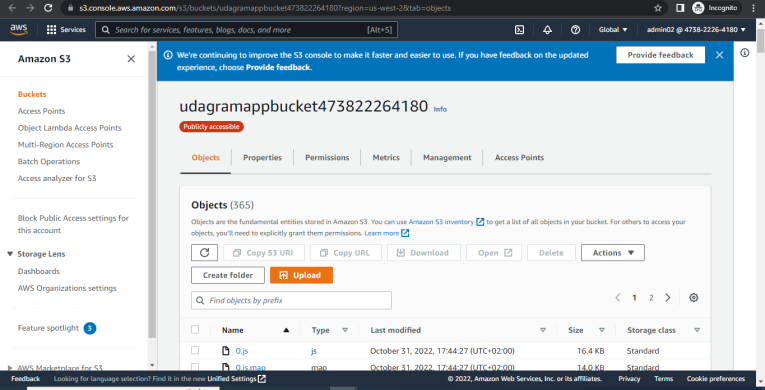 s3.console.aws.amazon.com/s3/buckets/udagramappbucket473822264180?region=us-west-2&tab=objects
Incognito
aws
Services
Search for services, features, blogs, docs, and more
[Alt+S]
Global
admin02 @ 4738-2226-4180
Amazon S3
We're continuing to improve the S3 console to make it faster and easier to use. If you have feedback on the updated
experience, choose Provide feedback.
Provide feedback
Buckets
Access Points
Object Lambda Access Points
Multi-Region Access Points
Batch Operations
Access analyzer for S3
Block Public Access settings for
this account
Storage Lens
Dashboards
AWS Organizations settings
Feature spotlight 3
AWS Marketplace for S3
udagramappbucket473822264180 Info
Publicly accessible
Objects
Properties
Permissions
Metrics
Management
Access Points
Objects (365)
Objects are the fundamental entities stored in Amazon S3. You can use Amazon S3 inventory to get a list of all objects in your bucket. For others to access your
objects, you'll need to explicitly grant them permissions. Learn more
Copy S3 URI
Copy URL
Download
Open
Delete
Actions
Create folder
Upload
Find objects by prefix
1 2
Name Type Last modified Size Storage class
0.js js October 31, 2022, 17:44:27 (UTC+02:00) 16.4 KB Standard
0.js.map map October 31, 2022, 17:44:27 (UTC+02:00) 14.0 KB Standard
Feedback
Looking for language selection? Find it in the new Unified Settings
© 2022, Amazon Web Services, Inc. or its affiliates.
Privacy
Terms
Cookie preferences